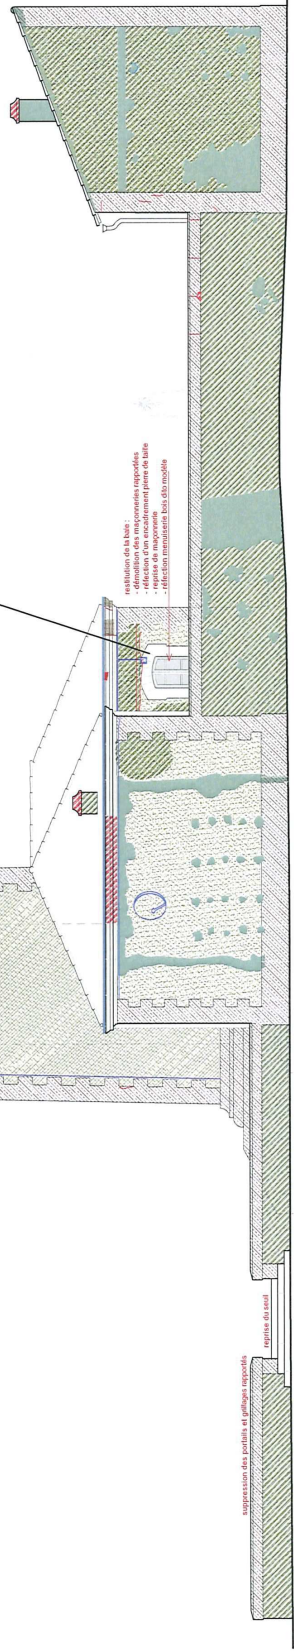 restitution de la baie :
- démolition des maçonneries rapportées
- réfection d'un encadrement pierre de taille
- reprise de maçonnerie
- réfection menuiserie bois dito modèle
reprise du seuil
suppression des portails et grillages rapportés